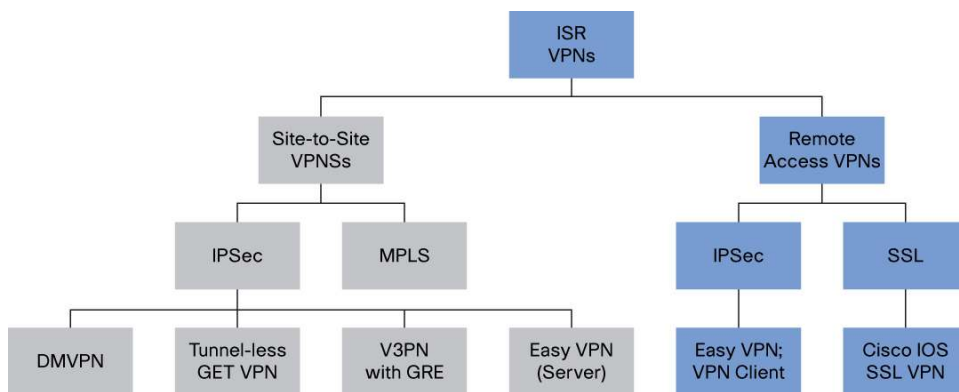 ISR
VPNs
Site-to-Site
VPNSs
Remote
Access VPNs
IPSec
MPLS
IPSec
SSL
DMVPN
Tunnel-less
GET VPN
V3PN
with GRE
Easy VPN
(Server)
Easy VPN;
VPN Client
Cisco IOS
SSL VPN